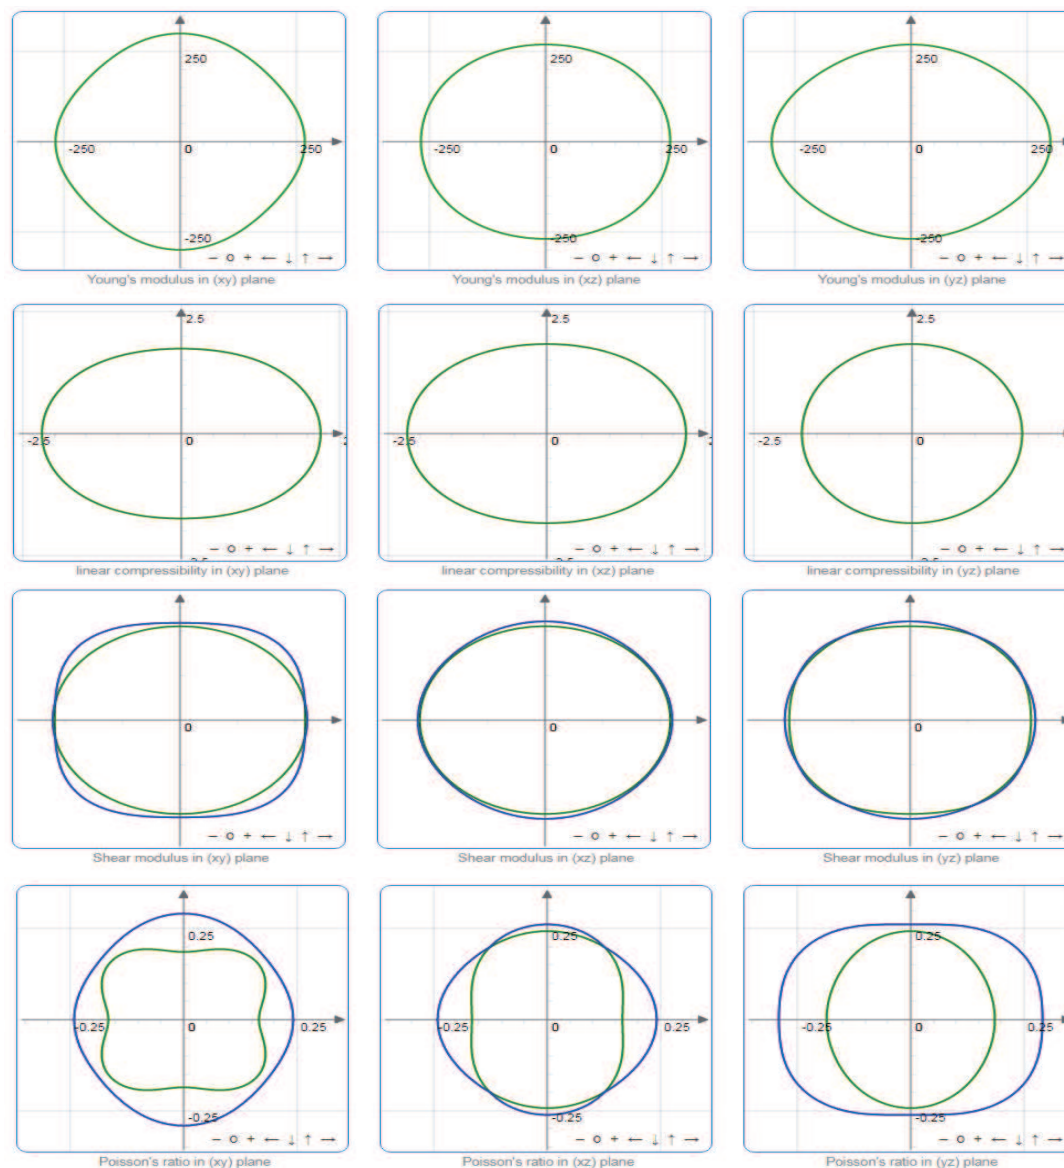 250 250 250
-250 0 250 -250 0 250 -250 0 250
-250 -250 -250
− o + ← ↓ ↑ → − o + ← ↓ ↑ → − o + ← ↓ ↑ →
Young's modulus in (xy) plane Young's modulus in (xz) plane Young's modulus in (yz) plane
2.5 2.5 2.5
-2.5 0 -2.5 0 -2.5 0
− o + ← ↓ ↑ → − o + ← ↓ ↑ → − o + ← ↓ ↑ →
linear compressibility in (xy) plane linear compressibility in (xz) plane linear compressibility in (yz) plane
0 0 0
− o + ← ↓ ↑ → − o + ← ↓ ↑ → − o + ← ↓ ↑ →
Shear modulus in (xy) plane Shear modulus in (xz) plane Shear modulus in (yz) plane
0.25 0.25 0.25
-0.25 0 0.25 -0.25 0 0.25 -0.25 0 0.25
-0.25 -0.25 -0.25
− o + ← ↓ ↑ → − o + ← ↓ ↑ → − o + ← ↓ ↑ →
Poisson's ratio in (xy) plane Poisson's ratio in (xz) plane Poisson's ratio in (yz) plane